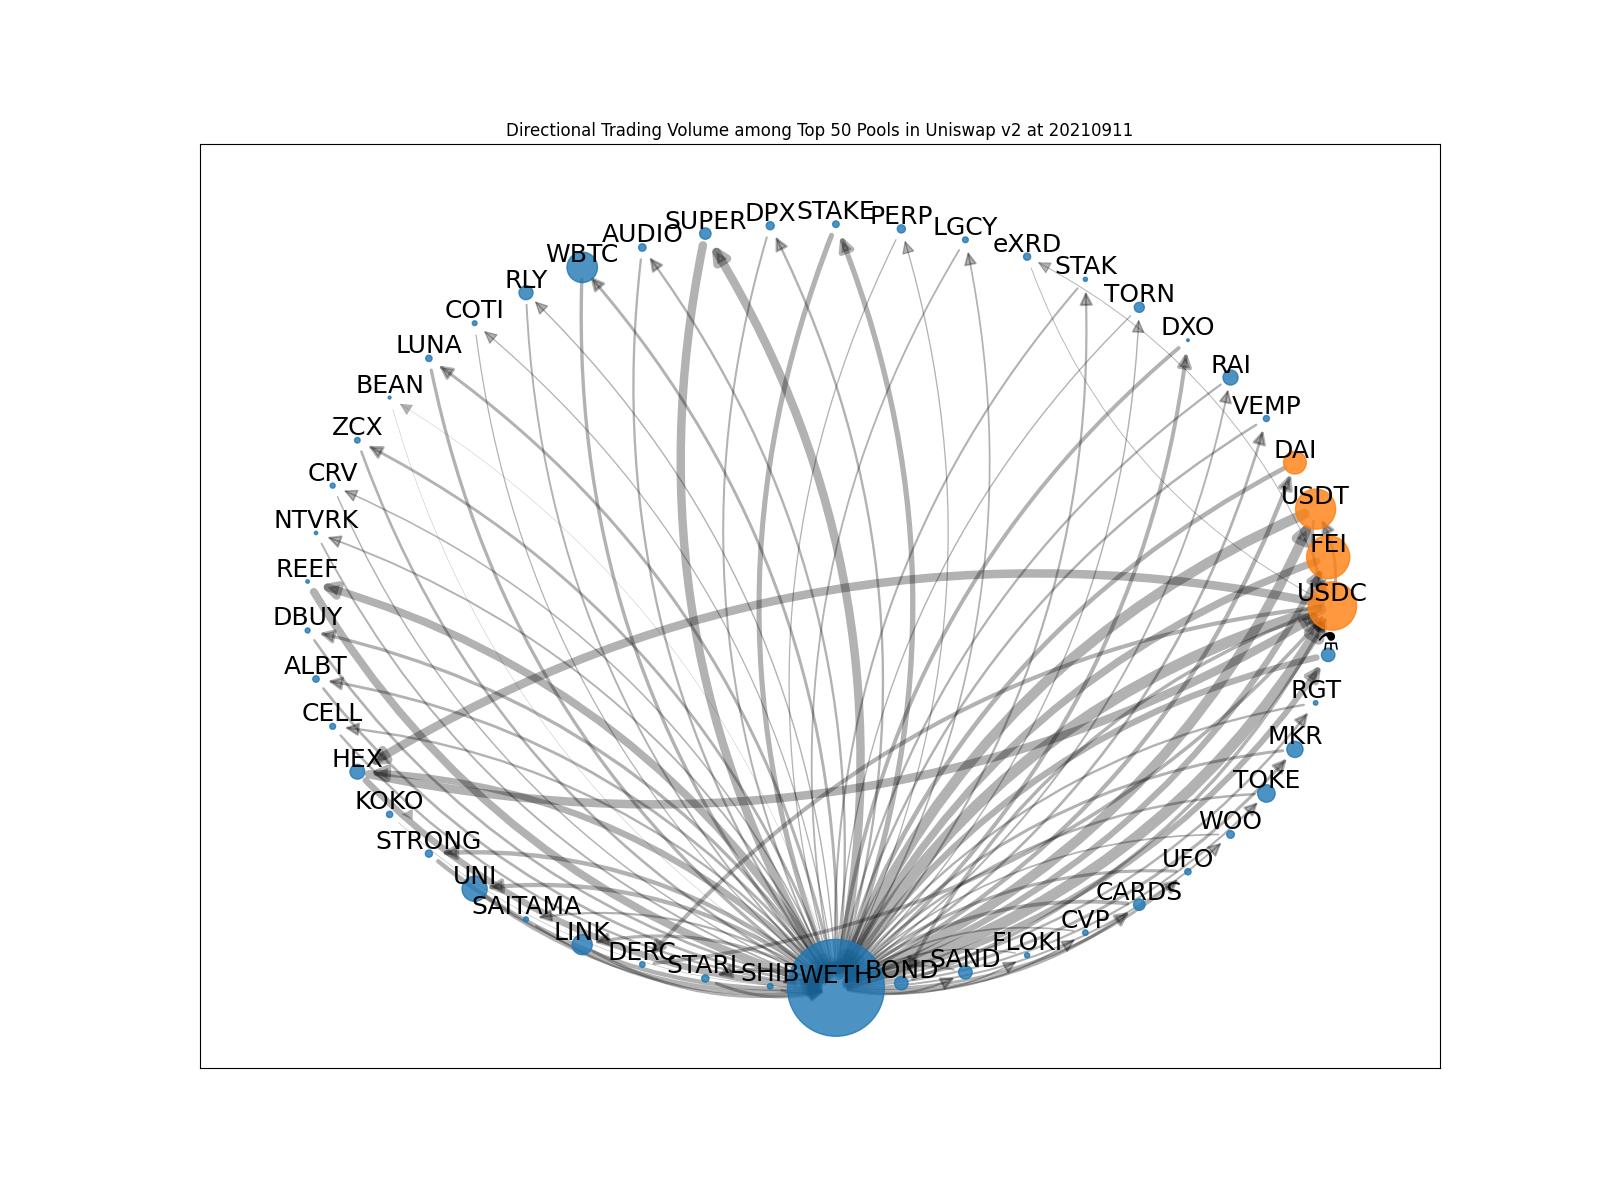 Directional Trading Volume among Top 50 Pools in Uniswap v2 at 20210911
STAKE
DPX
PERP
SUPER
LGCY
AUDIO
eXRD
WBTC
STAK
RLY
TORN
COTI
DXO
LUNA
RAI
BEAN
VEMP
ZCX
DAI
CRV
USDT
NTVRK
FEI
REEF
USDC
DBUY
⚗
ALBT
RGT
CELL
MKR
HEX
TOKE
KOKO
WOO
STRONG
UFO
UNI
CARDS
SAITAMA
CVP
LINK
FLOKI
DERC
SAND
STARL
BOND
SHIB
WETH